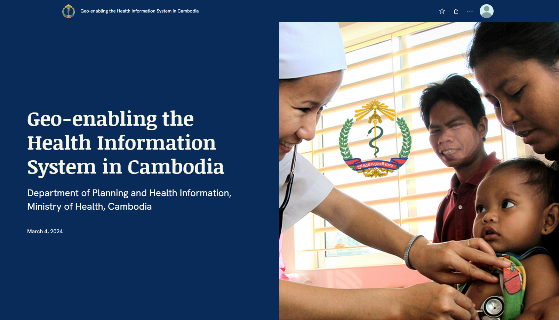 Geo-enabling the Health Information System in Cambodia
Geo-enabling the
Health Information
System in Cambodia
Department of Planning and Health Information,
Ministry of Health, Cambodia
March 4, 2024